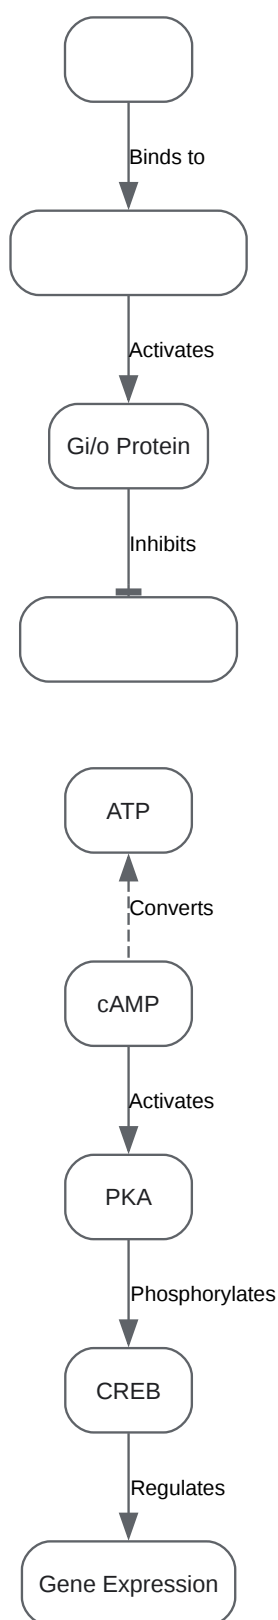 Binds to
Activates
Gi/o Protein
Inhibits
ATP
Converts
cAMP
Activates
PKA
Phosphorylates
CREB
Regulates
Gene Expression